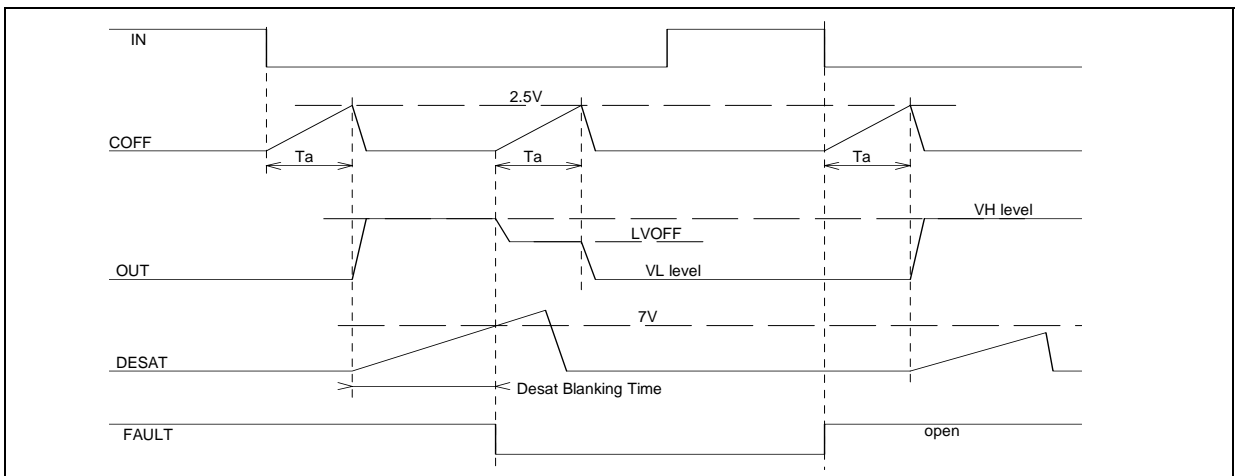 IN
2.5V
COFF
Ta
Ta
Ta
VH level
LVOFF
OUT
VL level
7V
DESAT
Desat Blanking Time
FAULT
open